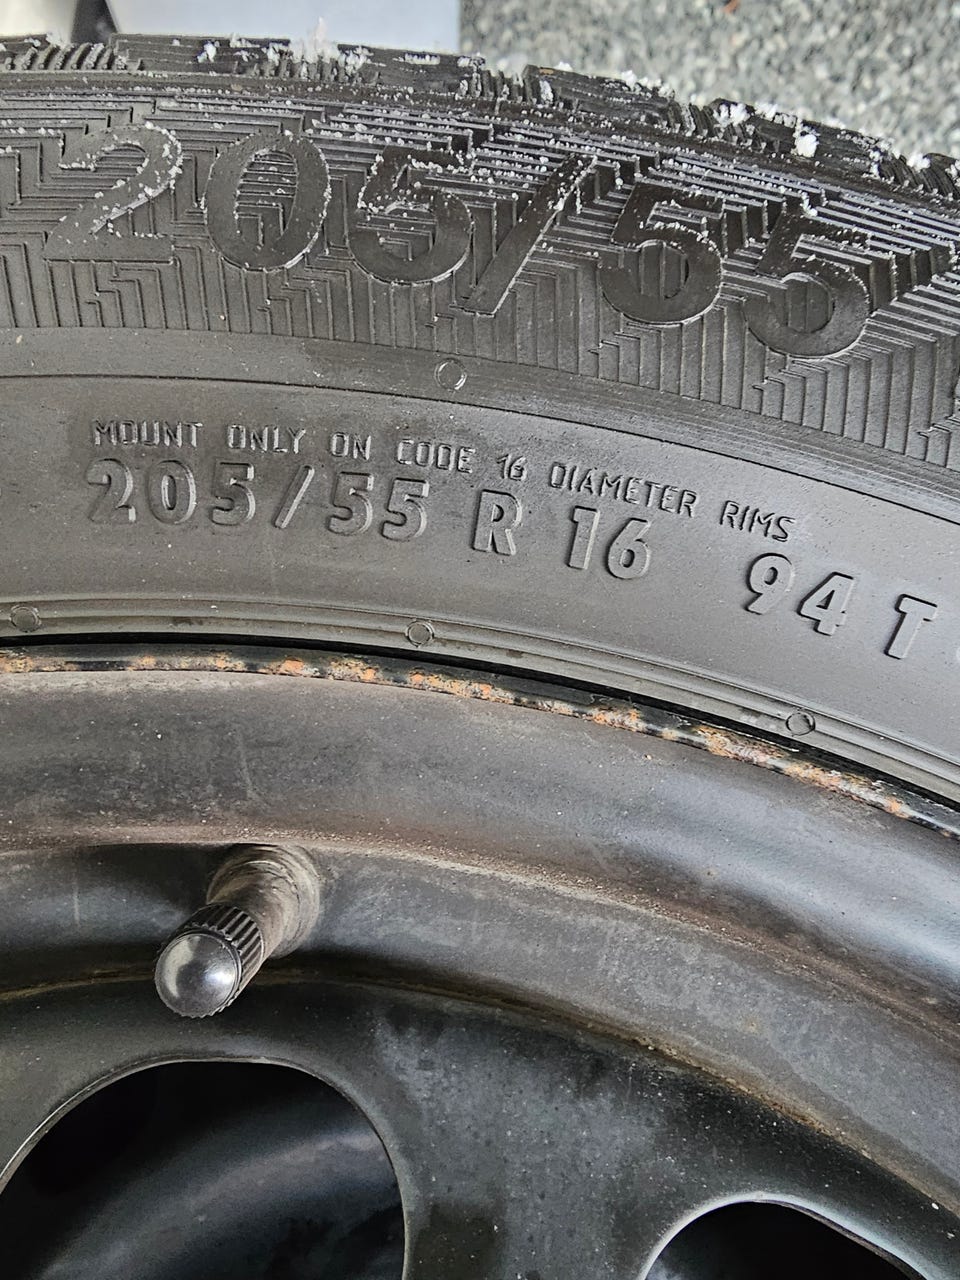 205/55
MOUNT ONLY ON CODE 16 DIAMETER RIMS
205/55 R 16 94 T